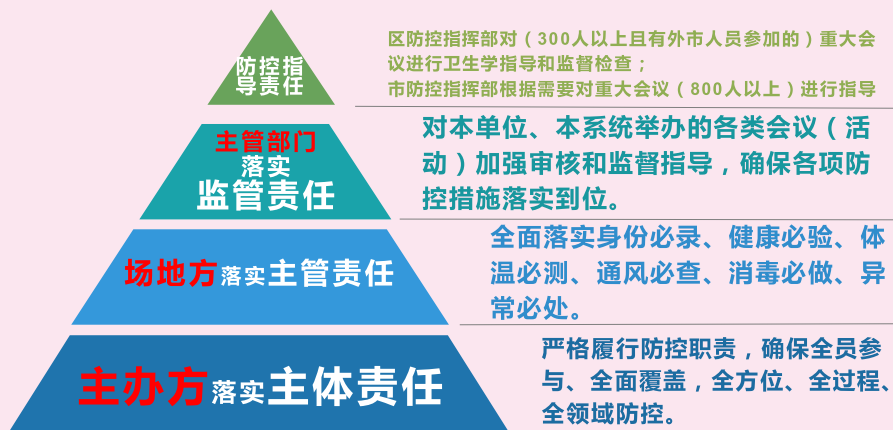 区防控指挥部对（300人以上且有外市人员参加的）重大会
议进行卫生学指导和监督检查；
市防控指挥部根据需要对重大会议（800人以上）进行指导
防控指
导责任
对本单位、本系统举办的各类会议（活
动）加强审核和监督指导，确保各项防
控措施落实到位。
主管部门
落实
监管责任
全面落实身份必录、健康必验、体
温必测、通风必查、消毒必做、异
常必处。
场地方落实主管责任
严格履行防控职责，确保全员参
与、全面覆盖，全方位、全过程、
全领域防控。
主办方落实主体责任